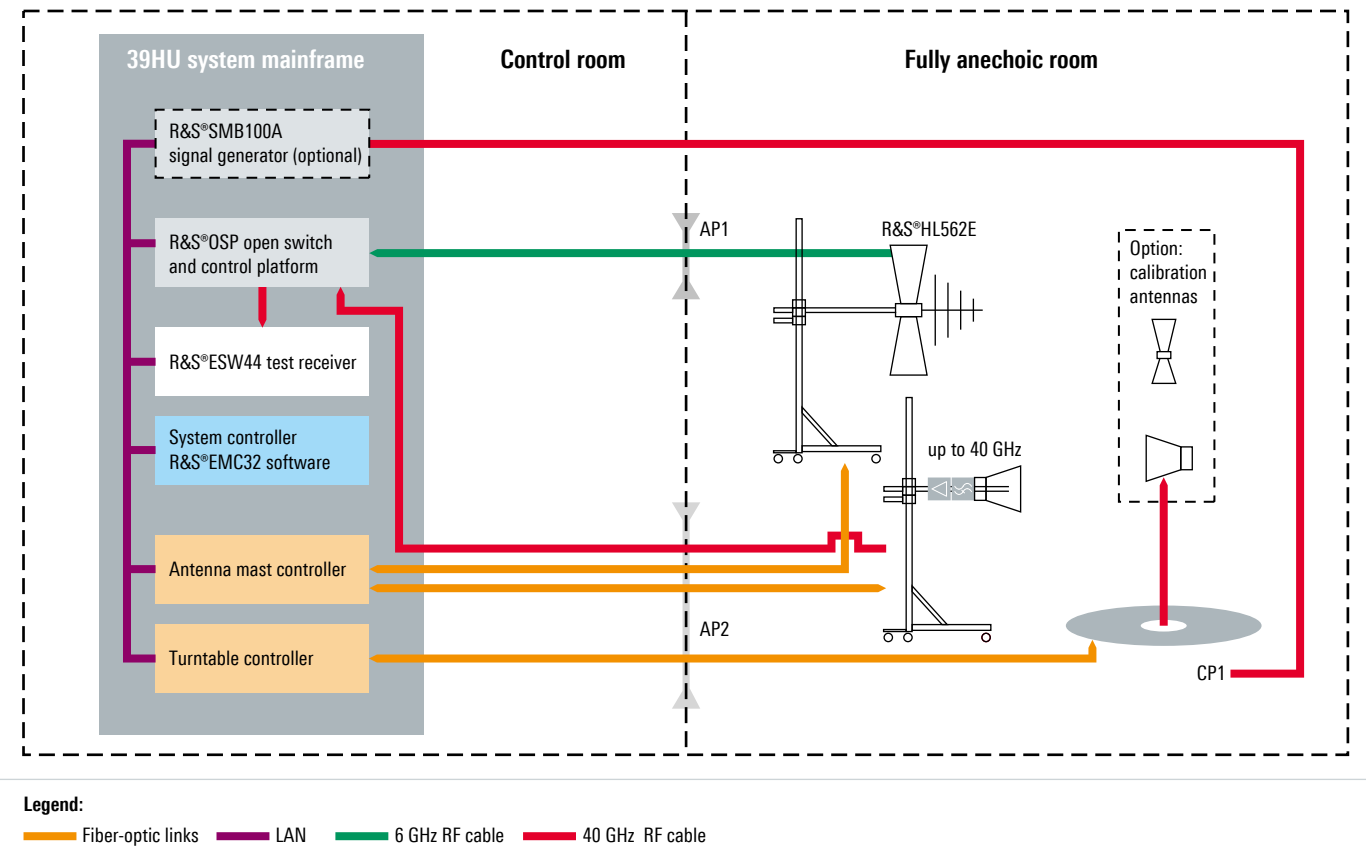 39HU system mainframe
Control room
Fully anechoic room
R&S®SMB100A
signal generator (optional)
R&S®OSP open switch
and control platform
AP1
R&S®HL562E
Option:
calibration
antennas
R&S®ESW44 test receiver
System controller
R&S®EMC32 software
up to 40 GHz
Antenna mast controller
AP2
Turntable controller
CP1
Legend:
Fiber-optic links
LAN
6 GHz RF cable
40 GHz RF cable